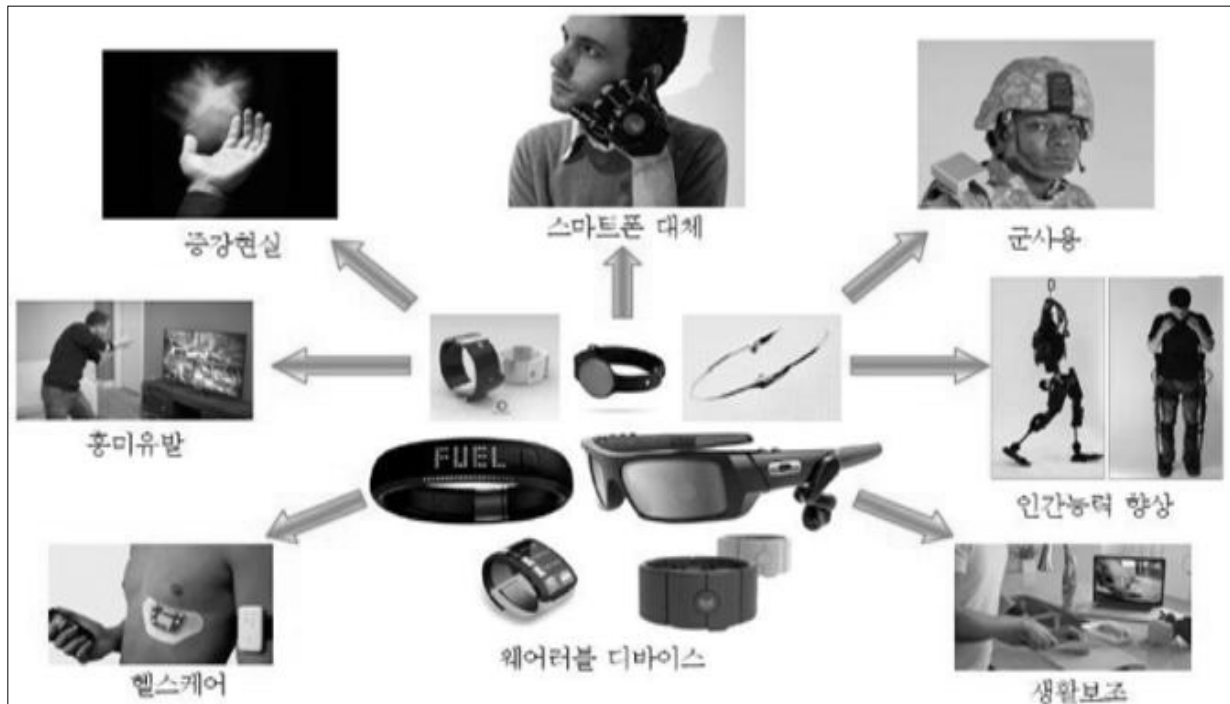 증강현실
스마트폰 대체
군사용
흥미유발
FUEL
인간능력 향상
헬스케어
웨어러블 디바이스
생활보조